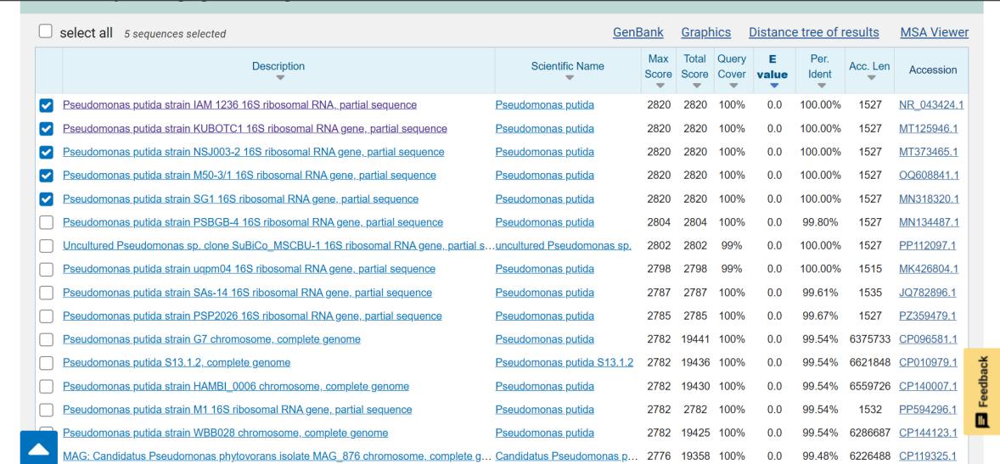 select all 5 sequences selected GenBank Graphics Distance tree of results MSA Viewer
Description Scientific Name Max Score Total Score Query Cover E value Per. Ident Acc. Len Accession
Pseudomonas putida strain IAM 1236 16S ribosomal RNA, partial sequence Pseudomonas putida 2820 2820 100% 0.0 100.00% 1527 NR_043424.1
Pseudomonas putida strain KUBOTC1 16S ribosomal RNA gene, partial sequence Pseudomonas putida 2820 2820 100% 0.0 100.00% 1527 MT125946.1
Pseudomonas putida strain NSJ003-2 16S ribosomal RNA gene, partial sequence Pseudomonas putida 2820 2820 100% 0.0 100.00% 1527 MT373465.1
Pseudomonas putida strain M50-3/1 16S ribosomal RNA gene, partial sequence Pseudomonas putida 2820 2820 100% 0.0 100.00% 1527 OQ608841.1
Pseudomonas putida strain SG1 16S ribosomal RNA gene, partial sequence Pseudomonas putida 2820 2820 100% 0.0 100.00% 1527 MN318320.1
Pseudomonas putida strain PSBGB-4 16S ribosomal RNA gene, partial sequence Pseudomonas putida 2804 2804 100% 0.0 99.80% 1527 MN134487.1
Uncultured Pseudomonas sp. clone SuBiCo_MSCBU-1 16S ribosomal RNA gene, partial s... uncultured Pseudomonas sp. 2802 2802 99% 0.0 100.00% 1527 PP112097.1
Pseudomonas putida strain uqpm04 16S ribosomal RNA gene, partial sequence Pseudomonas putida 2798 2798 99% 0.0 100.00% 1515 MK426804.1
Pseudomonas putida strain SAs-14 16S ribosomal RNA gene, partial sequence Pseudomonas putida 2787 2787 100% 0.0 99.61% 1535 JQ782896.1
Pseudomonas putida strain PSP2026 16S ribosomal RNA gene, partial sequence Pseudomonas putida 2785 2785 100% 0.0 99.67% 1527 PZ359479.1
Pseudomonas putida strain G7 chromosome, complete genome Pseudomonas putida 2782 19441 100% 0.0 99.54% 6375733 CP096581.1
Pseudomonas putida S13.1.2, complete genome Pseudomonas putida S13.1.2 2782 19436 100% 0.0 99.54% 6621848 CP010979.1
Pseudomonas putida strain HAMBI_0006 chromosome, complete genome Pseudomonas putida 2782 19430 100% 0.0 99.54% 6559726 CP140007.1
Pseudomonas putida strain M1 16S ribosomal RNA gene, partial sequence Pseudomonas putida 2782 2782 100% 0.0 99.54% 1532 PP594296.1
Pseudomonas putida strain WBB028 chromosome, complete genome Pseudomonas putida 2782 19425 100% 0.0 99.54% 6286687 CP144123.1
MAG: Candidatus Pseudomonas phytovorans isolate MAG_876 chromosome, complete g... Candidatus Pseudomonas p... 2776 19358 100% 0.0 99.48% 6226488 CP119325.1
Feedback